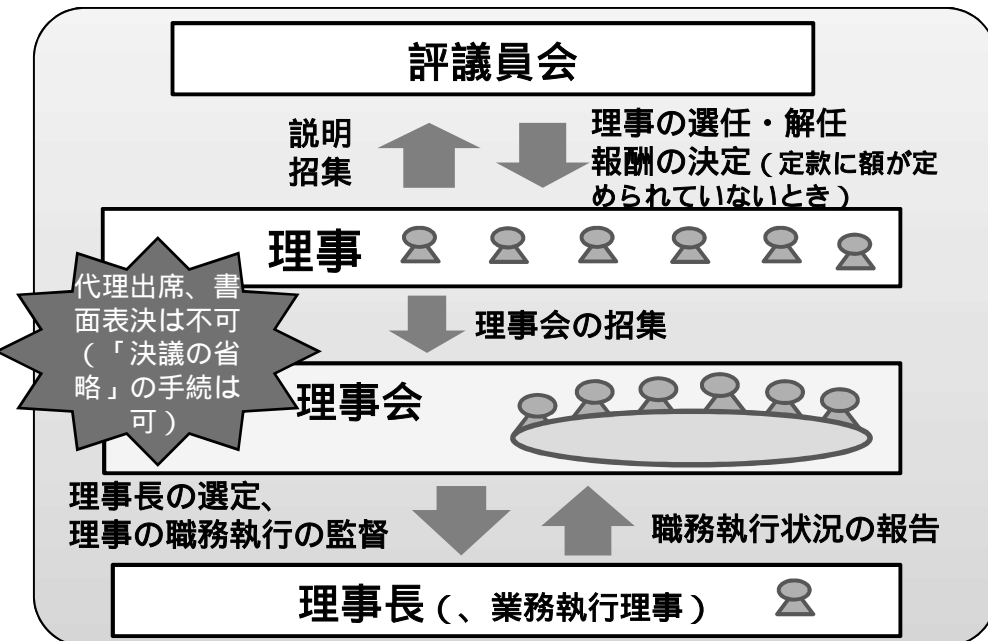 評議員会
説明
招集
理事の選任・解任
報酬の決定（定款に額が定
められていないとき）
理事
代理出席、書
面表決は不可
（「決議の省
略」の手続は
可）
理事会の招集
理事会
理事長の選定、
理事の職務執行の監督
職務執行状況の報告
理事長（、業務執行理事）